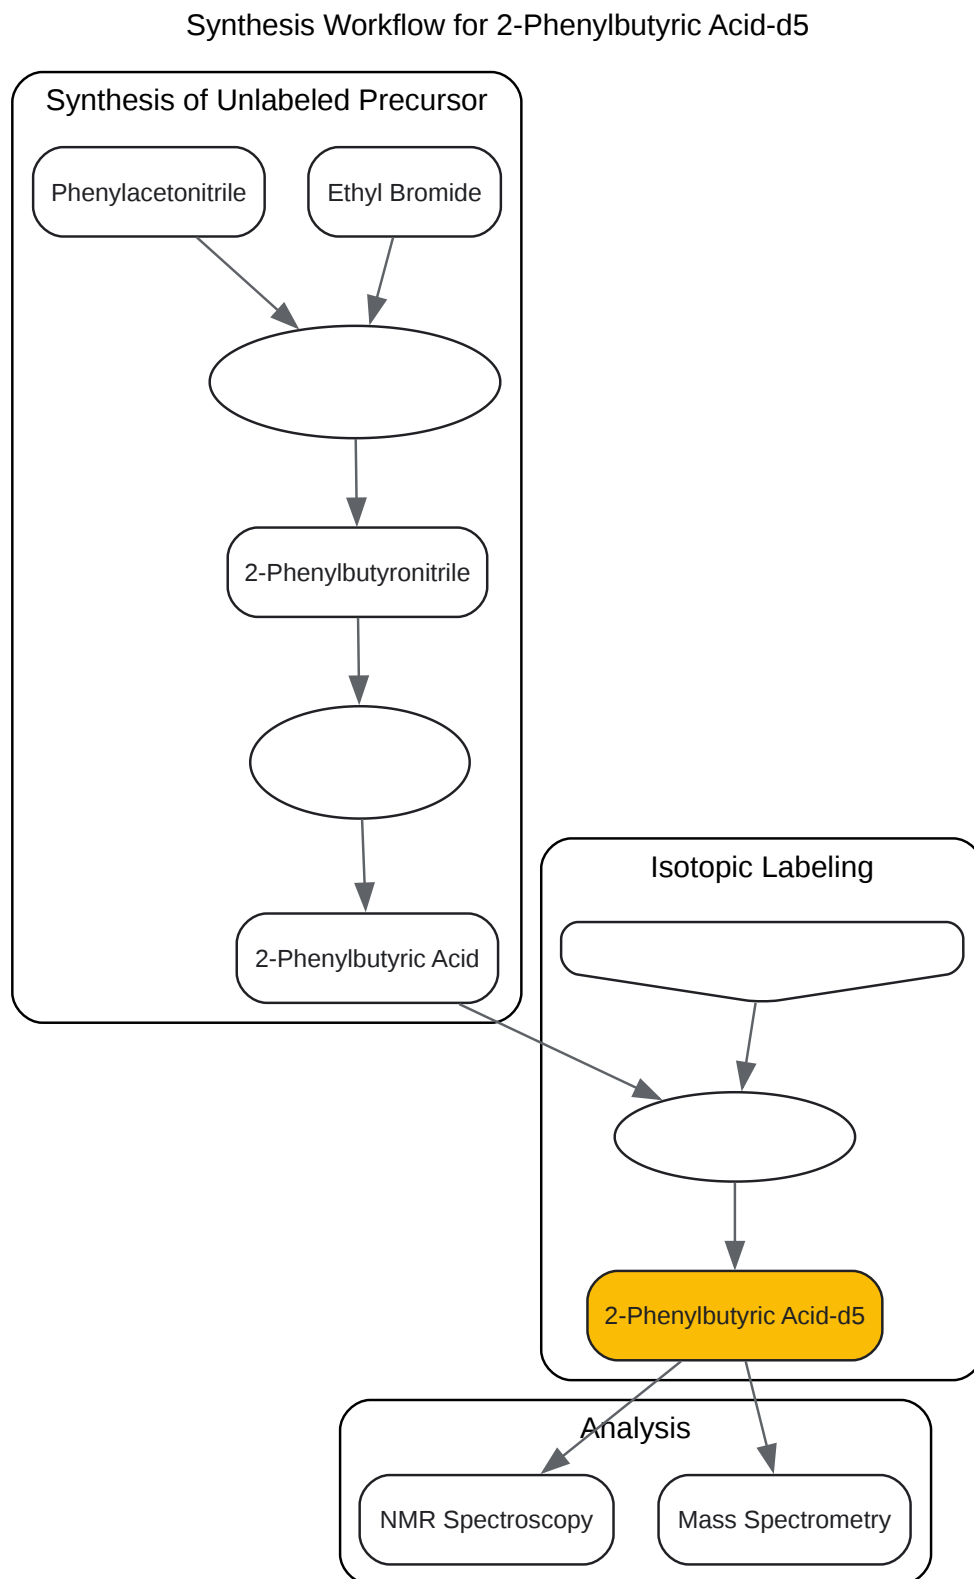 Synthesis Workflow for 2-Phenylbutyric Acid-d5
Synthesis of Unlabeled Precursor
Phenylacetonitrile
Ethyl Bromide
2-Phenylbutyronitrile
2-Phenylbutyric Acid
Isotopic Labeling
2-Phenylbutyric Acid-d5
Analysis
NMR Spectroscopy
Mass Spectrometry